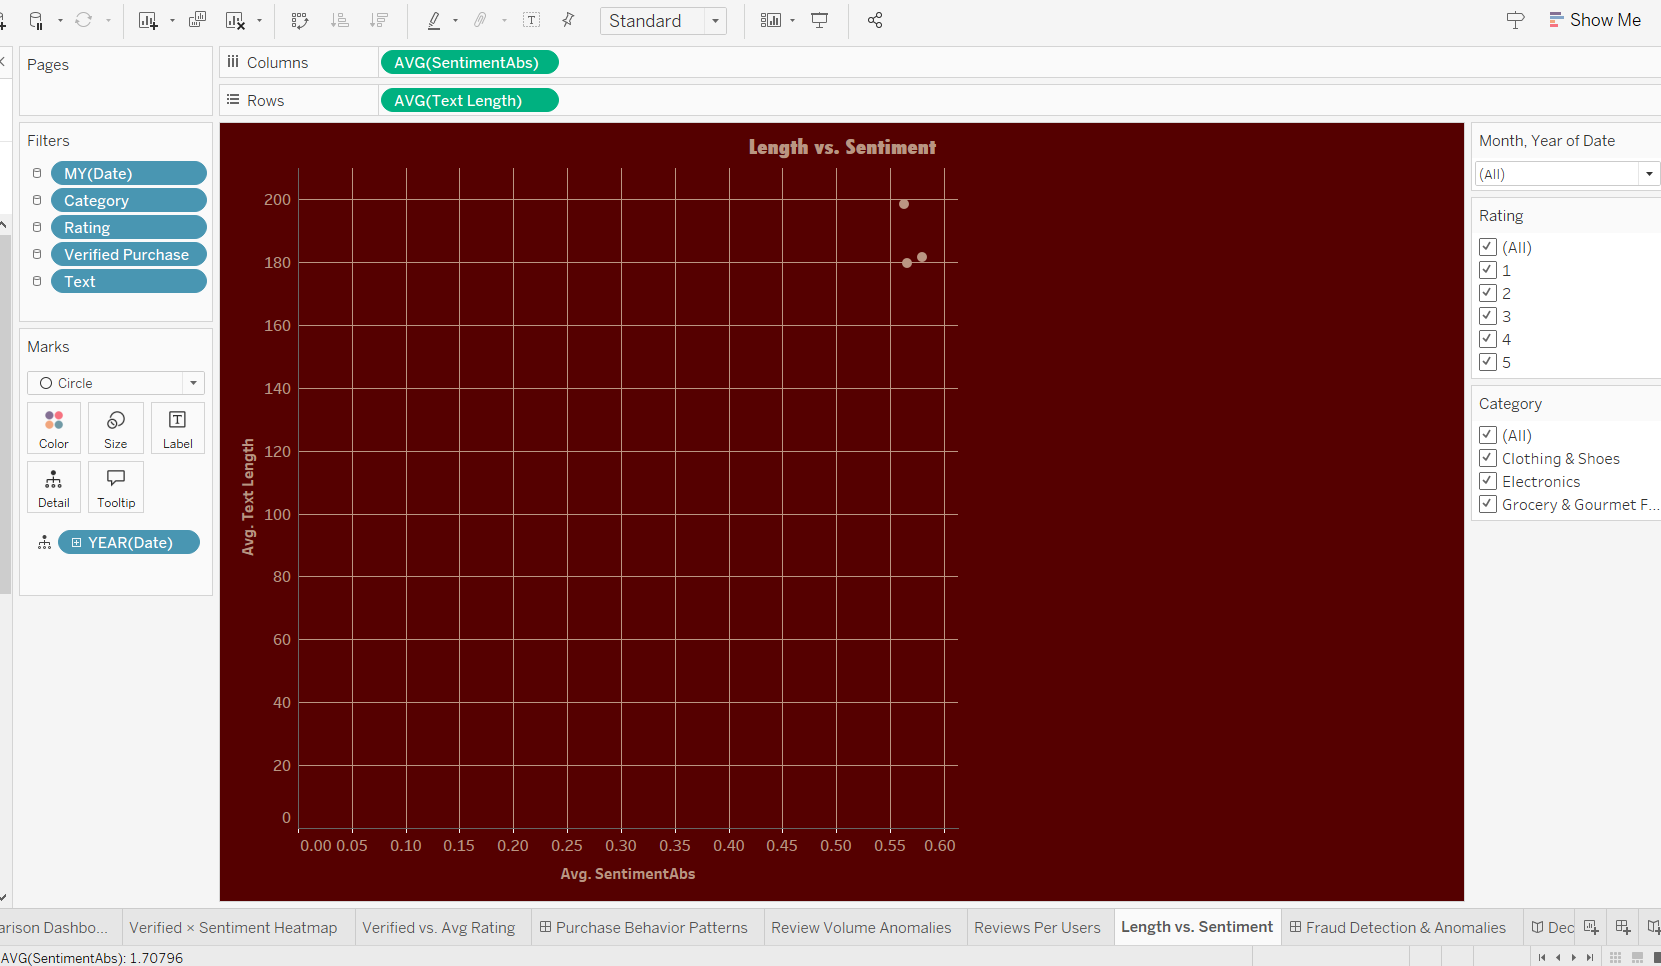 Standard
Show Me
Pages
Columns
AVG(SentimentAbs)
Rows
AVG(Text Length)
Filters
MY(Date)
Category
Rating
Verified Purchase
Text
Marks
Circle
Color
Size
Label
Detail
Tooltip
YEAR(Date)
Length vs. Sentiment
Avg. Text Length
200
180
160
140
120
100
80
60
40
20
0
0.00 0.05 0.10 0.15 0.20 0.25 0.30 0.35 0.40 0.45 0.50 0.55 0.60
Avg. SentimentAbs
Month, Year of Date
(All)
Rating
(All)
1
2
3
4
5
Category
(All)
Clothing & Shoes
Electronics
Grocery & Gourmet F...
arison Dashbo... Verified × Sentiment Heatmap Verified vs. Avg Rating Purchase Behavior Patterns Review Volume Anomalies Reviews Per Users Length vs. Sentiment Fraud Detection & Anomalies Dec
AVG(SentimentAbs): 1.70796